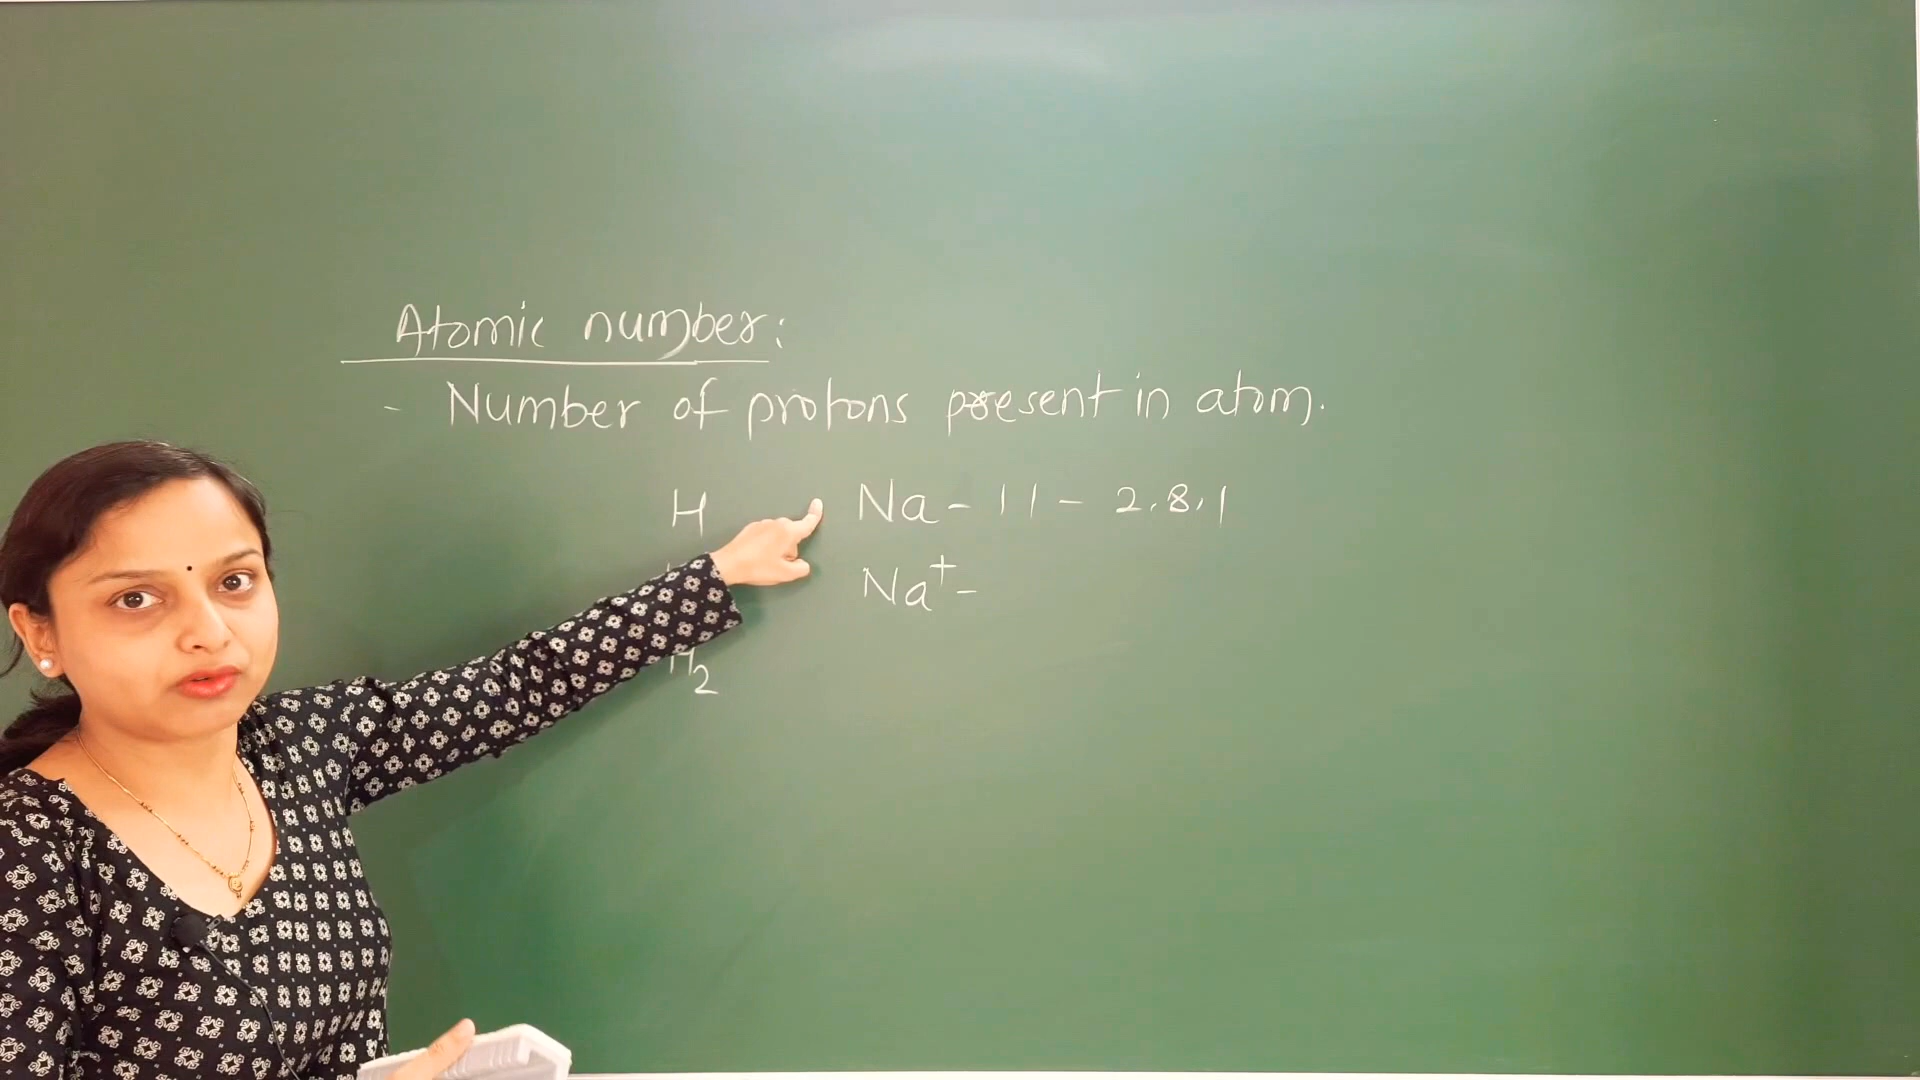 Atomic number:
- Number of protons present in atom.
H Na - 11 - 2,8,1
Na⁺ -
H₂